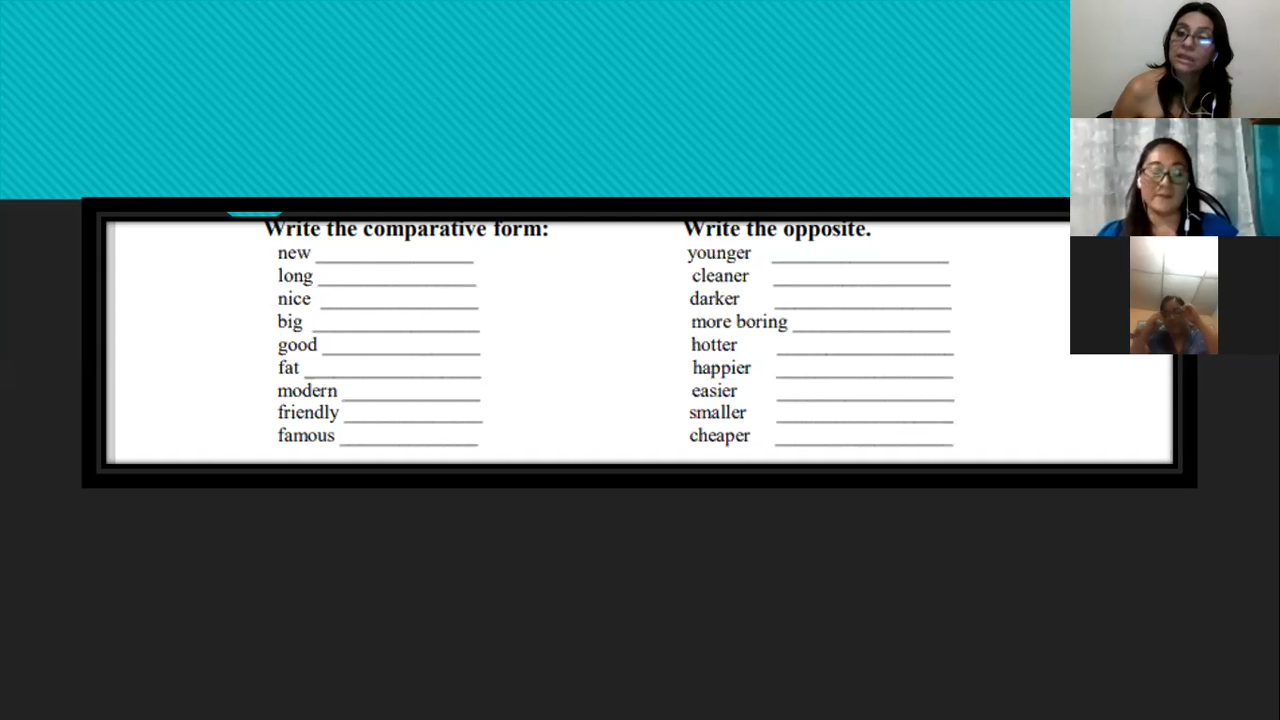 Write the comparative form:
new
long
nice
big
good
fat
modern
friendly
famous
Write the opposite.
younger
cleaner
darker
more boring
hotter
happier
easier
smaller
cheaper